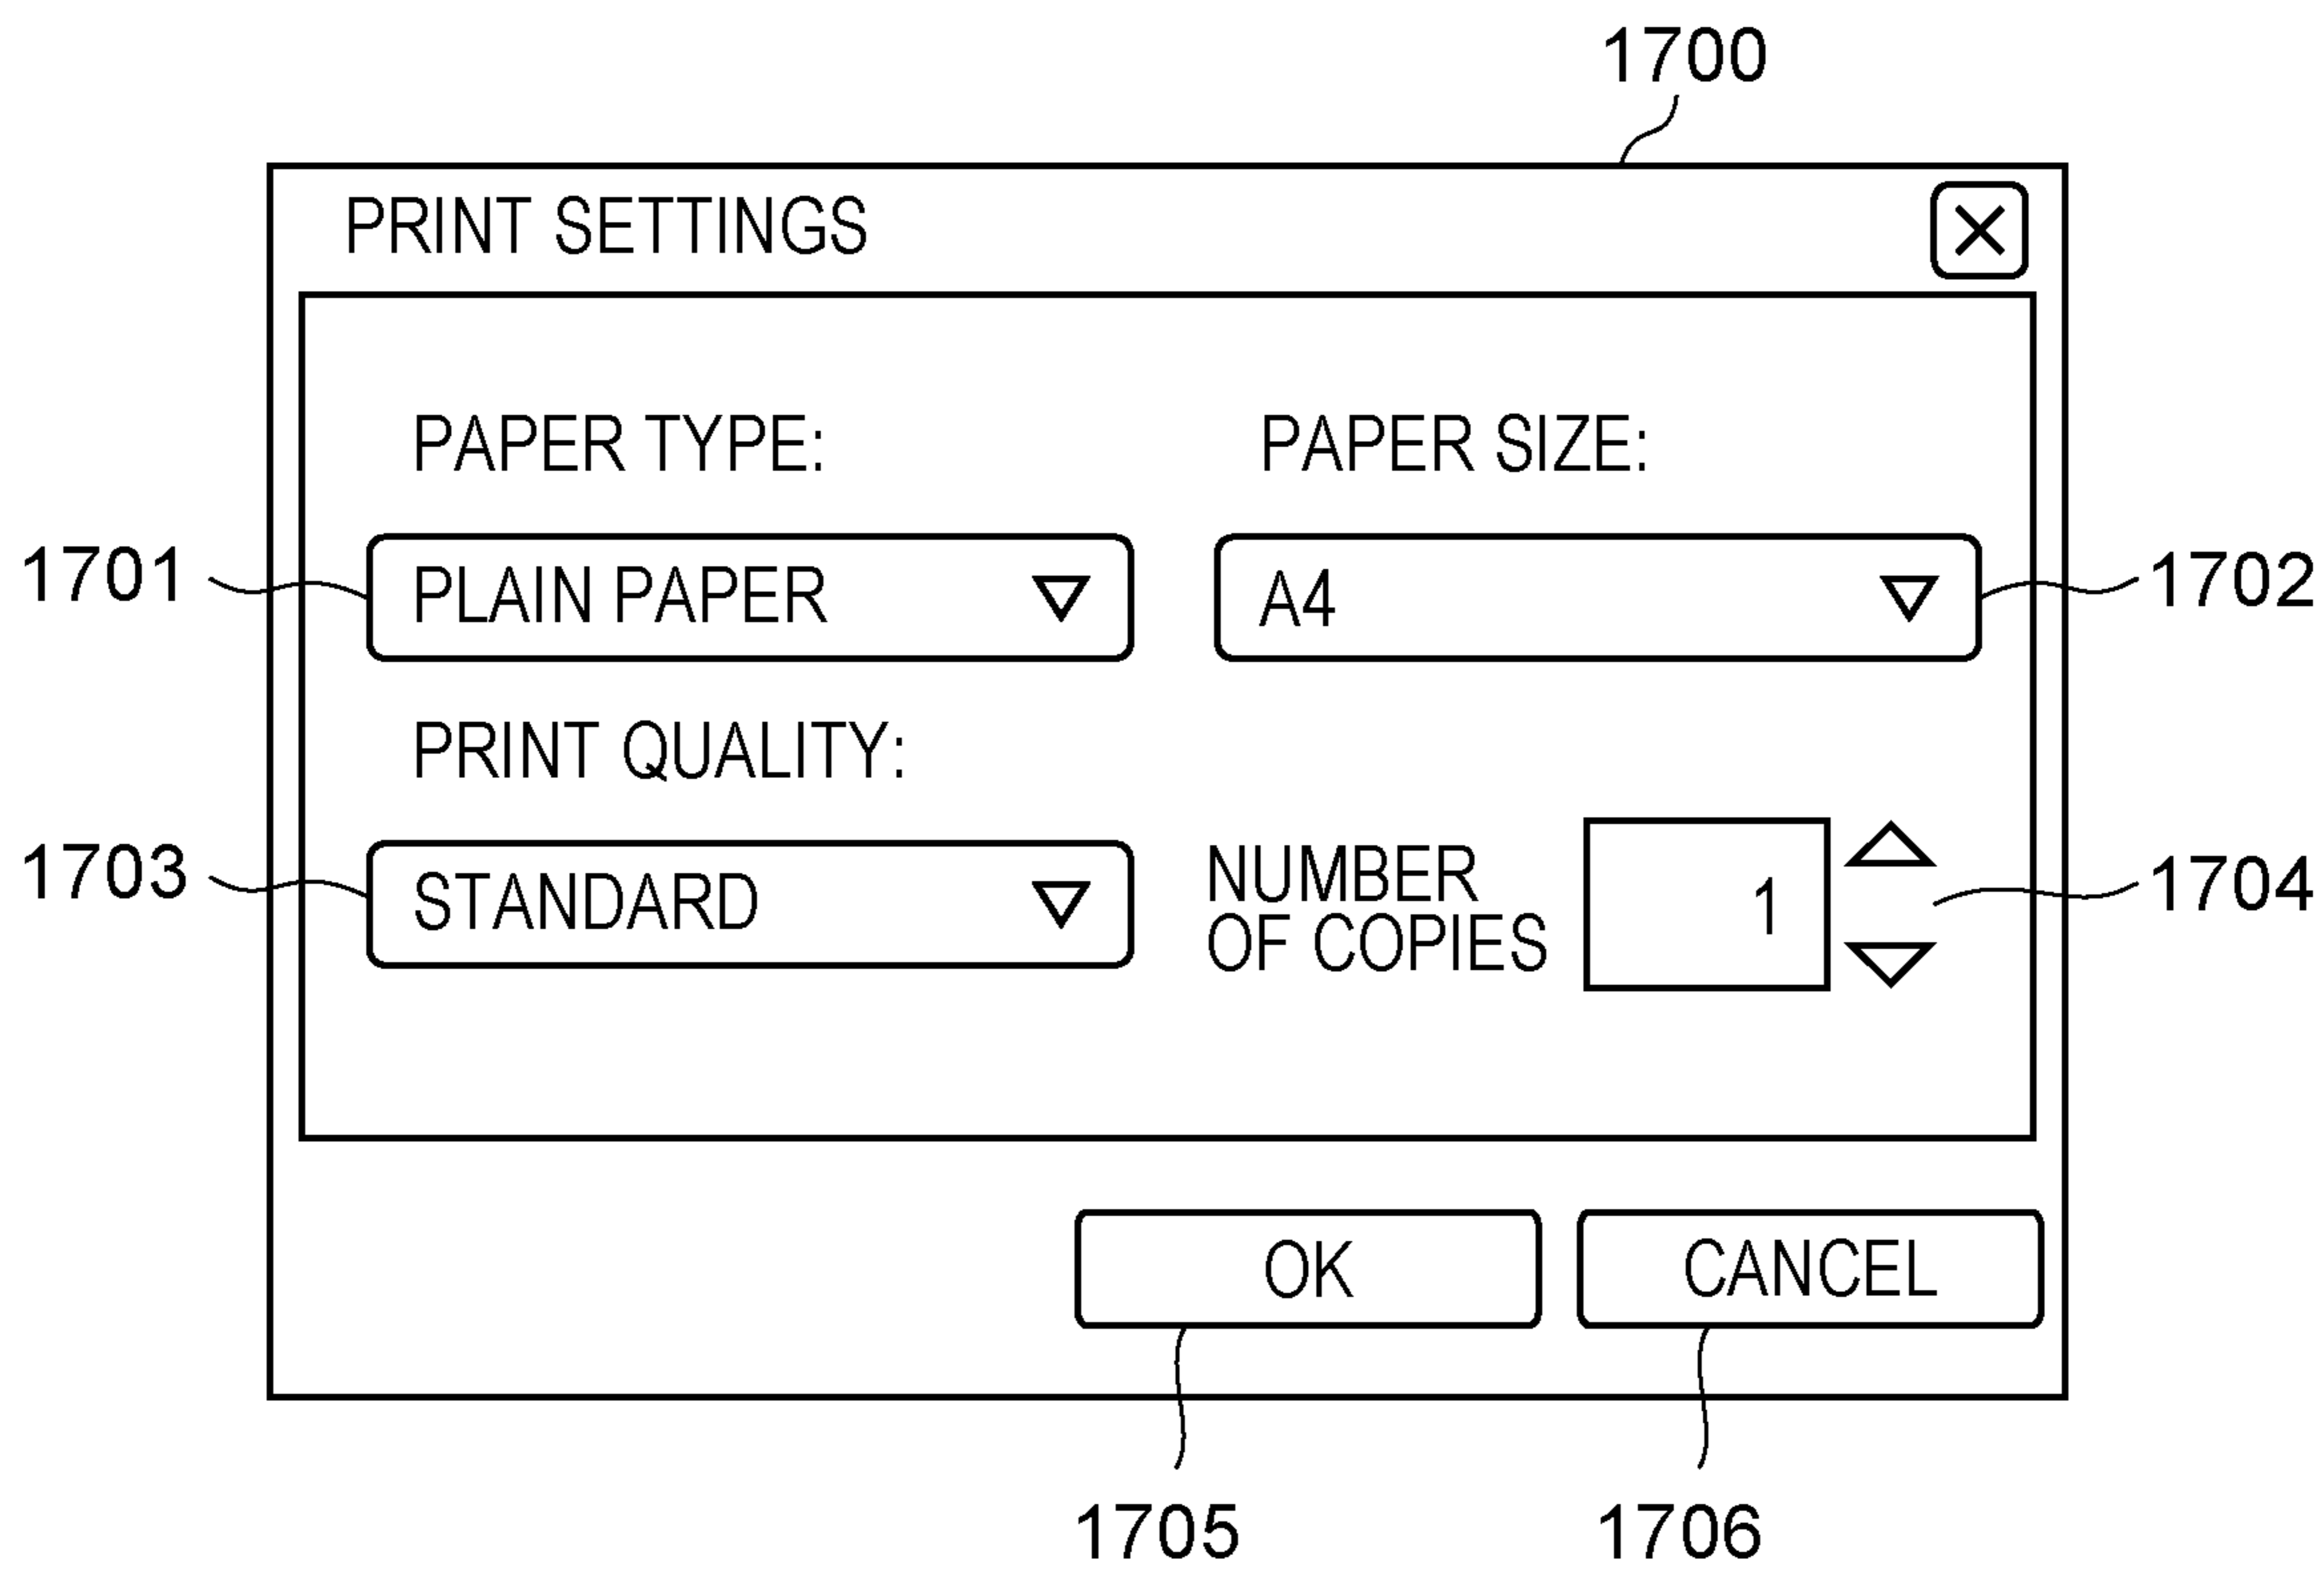 1700
PRINT SETTINGS
PAPER TYPE:
PAPER SIZE:
1701
PLAIN PAPER
A4
1702
PRINT QUALITY:
1703
STANDARD
NUMBER
OF COPIES
1
1704
OK
CANCEL
1705
1706